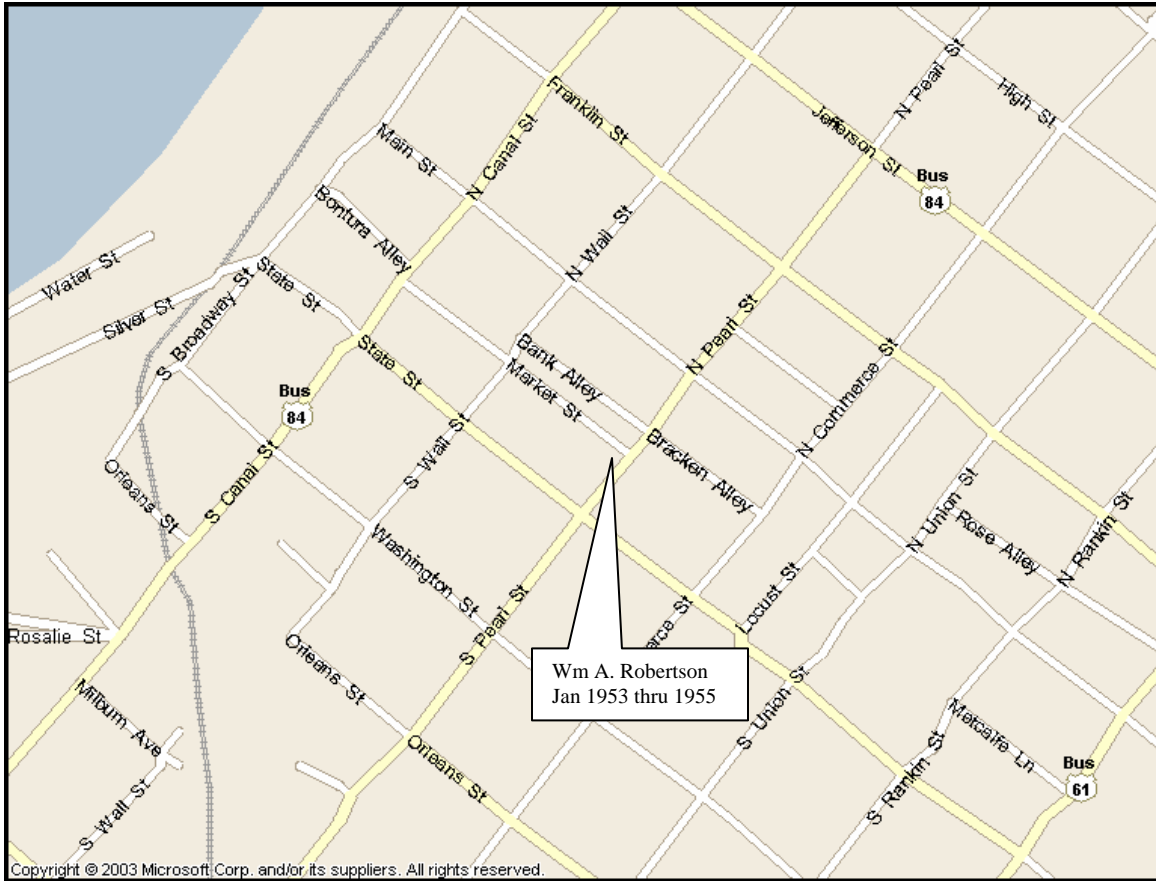 N Pearl St
High St
Franklin St
Jefferson St
Main St
N Canal St
Bus
84
Bontura Alley
N Wall St
Water St
State St
Silver St
S Broadway St
N Pearl St
State St
Bank Alley
Market St
N Commerce St
Bus
84
S Wall St
Bracken Alley
Orleans St
S Canal St
N Union St
Rose Alley
N Rankin St
Washington St
Locust St
Rosalie St
S Pearl St
erce St
Orleans St
Wm A. Robertson
Jan 1953 thru 1955
S Union St
Milburn Ave
Metcalfe Ln
Orleans St
S Rankin St
Bus
61
S Wall St
Copyright © 2003 Microsoft Corp. and/or its suppliers. All rights reserved.